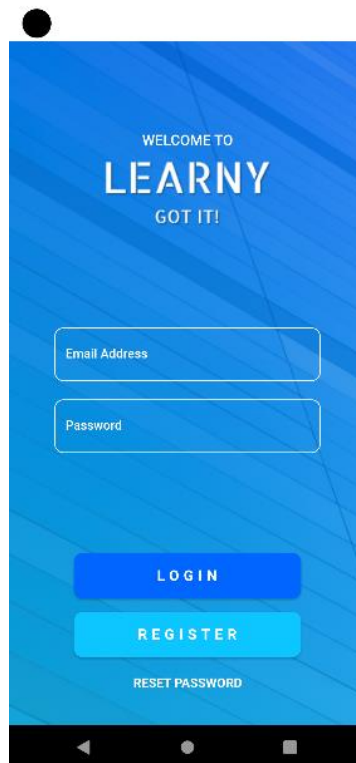 WELCOME TO
LEARNY
GOT IT!
Email Address
Password
LOGIN
REGISTER
RESET PASSWORD